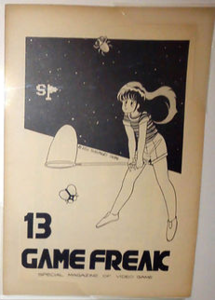 S
13
GAME FREAK
SPECIAL MAGAZINE OF VIDEO GAME